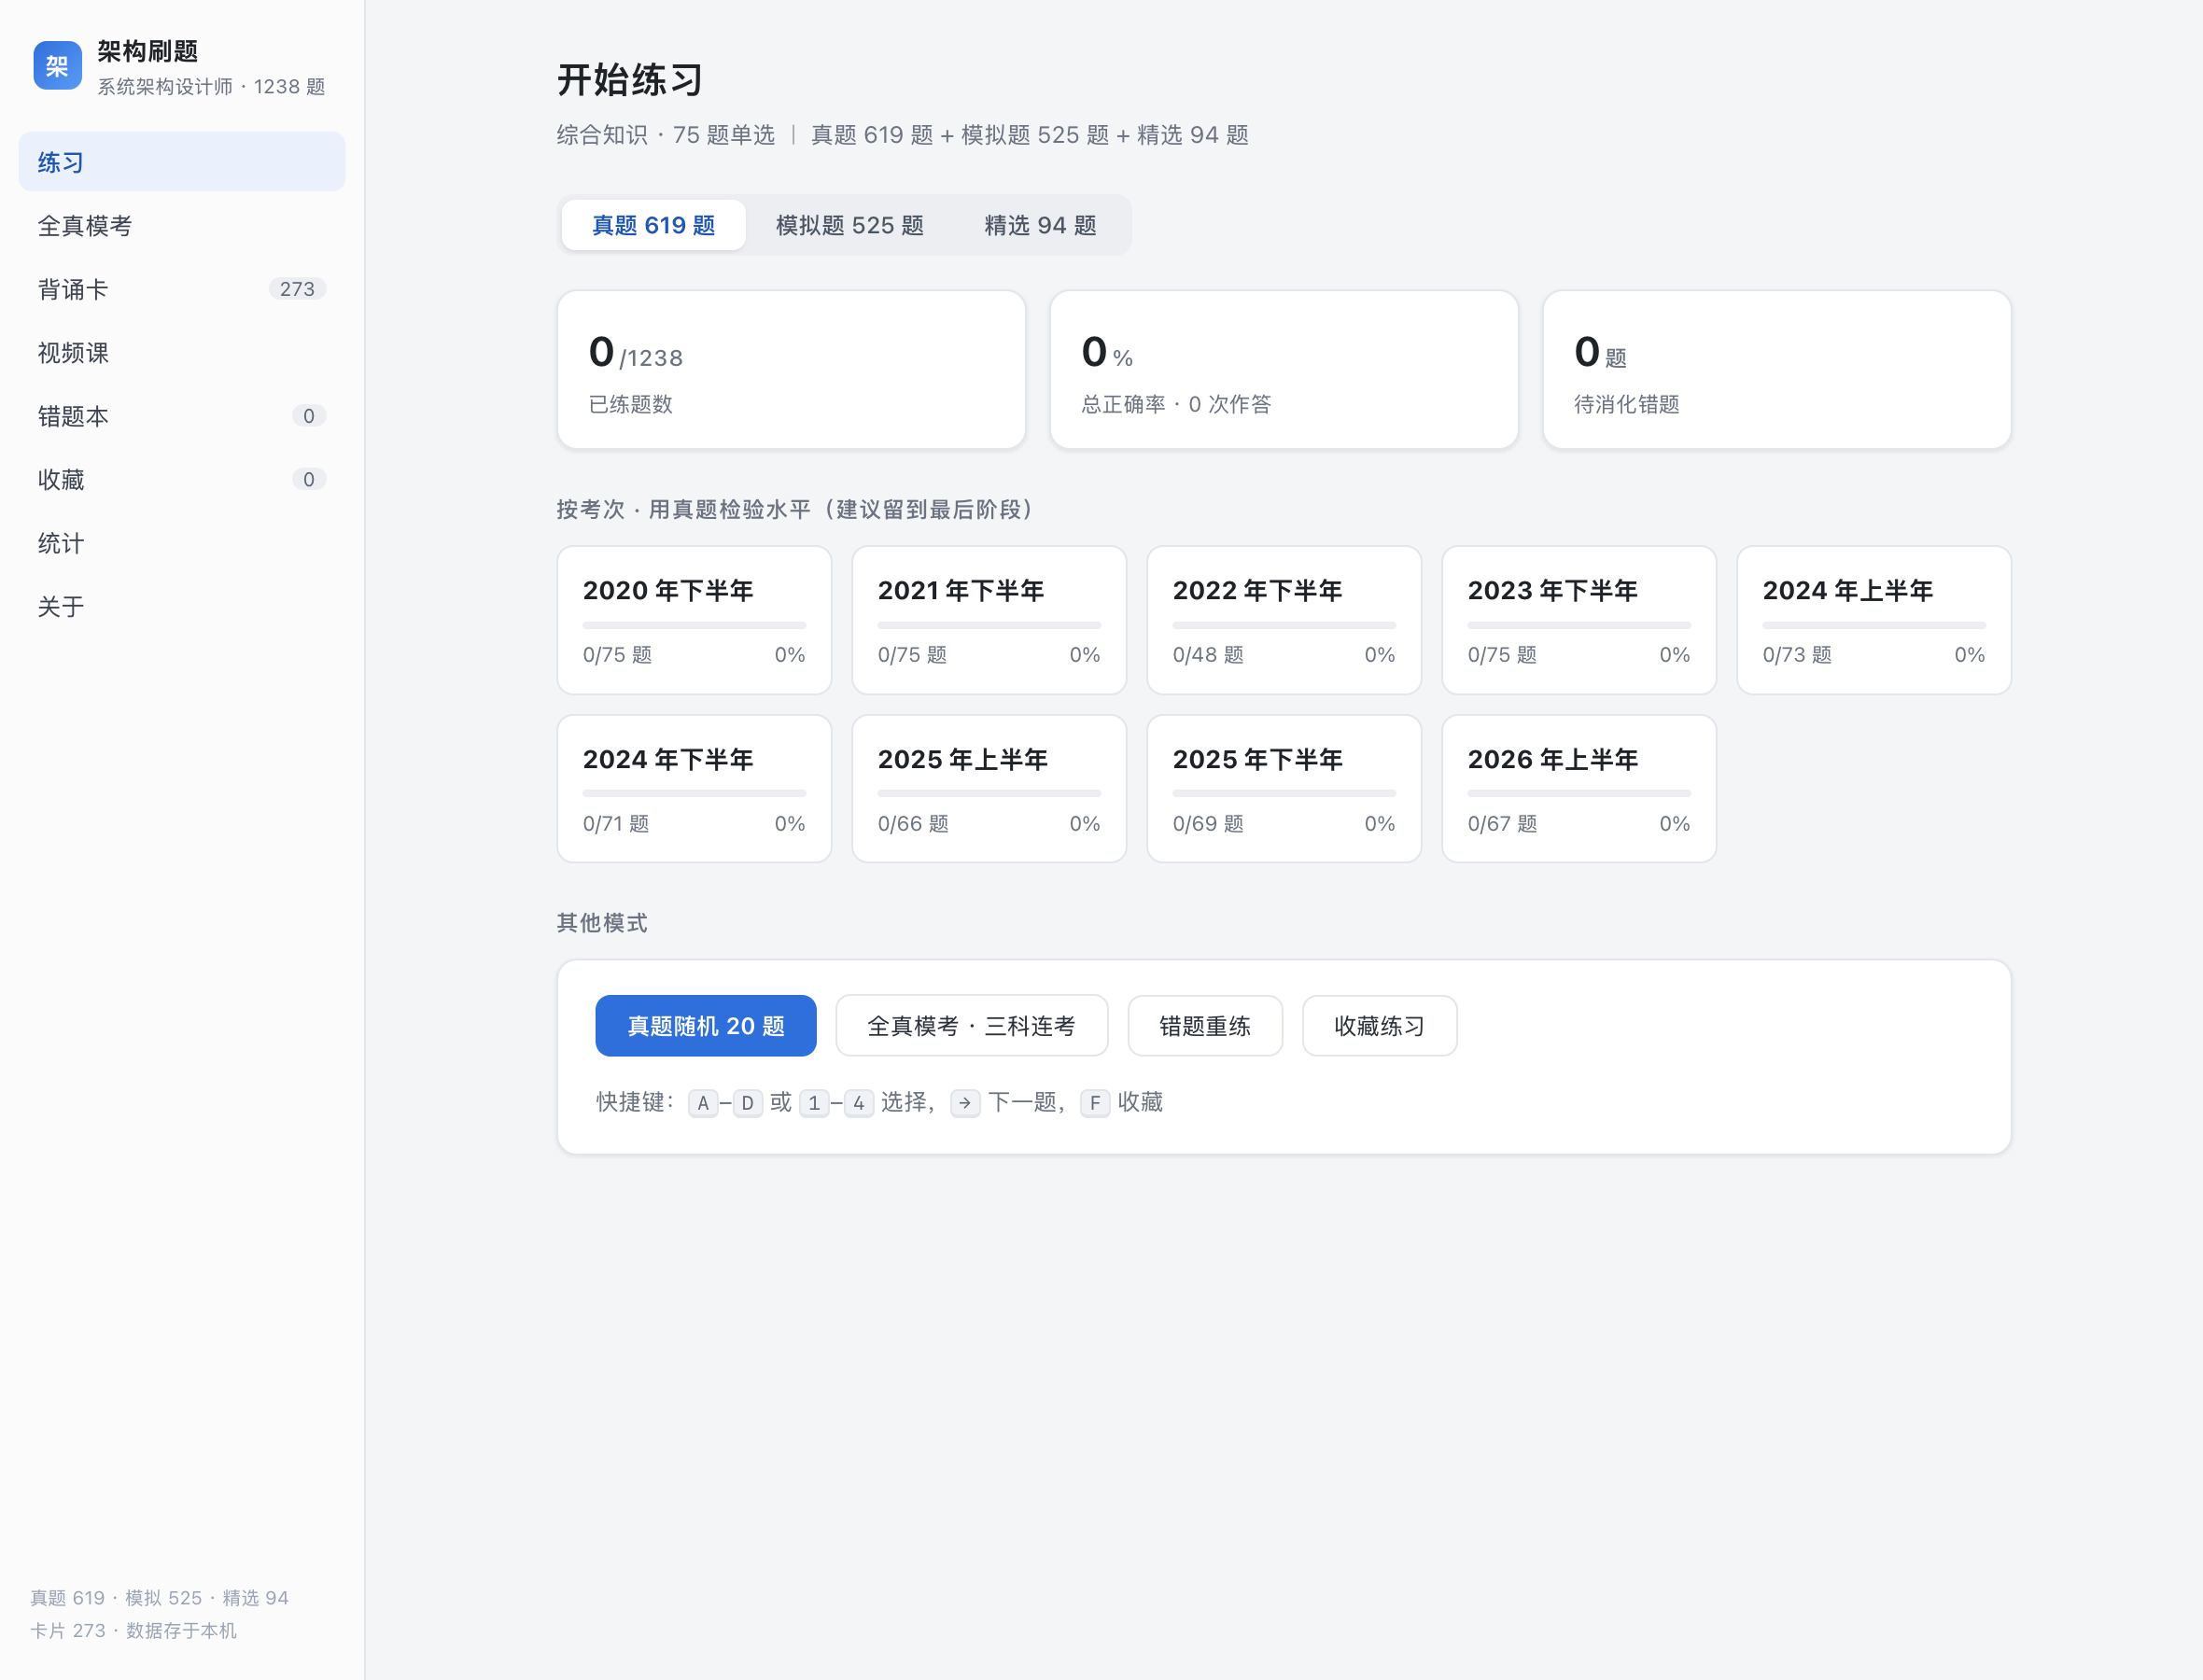 架
架构刷题
系统架构设计师 · 1238 题
练习
全真模考
背诵卡 273
视频课
错题本 0
收藏 0
统计
关于
真题 619 · 模拟 525 · 精选 94
卡片 273 · 数据存于本机
开始练习
综合知识 · 75 题单选 | 真题 619 题 + 模拟题 525 题 + 精选 94 题
真题 619 题 模拟题 525 题 精选 94 题
0/1238
已练题数
0%
总正确率 · 0 次作答
0题
待消化错题
按考次 · 用真题检验水平（建议留到最后阶段）
2020 年下半年
0/75 题 0%
2021 年下半年
0/75 题 0%
2022 年下半年
0/48 题 0%
2023 年下半年
0/75 题 0%
2024 年上半年
0/73 题 0%
2024 年下半年
0/71 题 0%
2025 年上半年
0/66 题 0%
2025 年下半年
0/69 题 0%
2026 年上半年
0/67 题 0%
其他模式
真题随机 20 题 全真模考 · 三科连考 错题重练 收藏练习
快捷键： A–D 或 1–4 选择， → 下一题， F 收藏